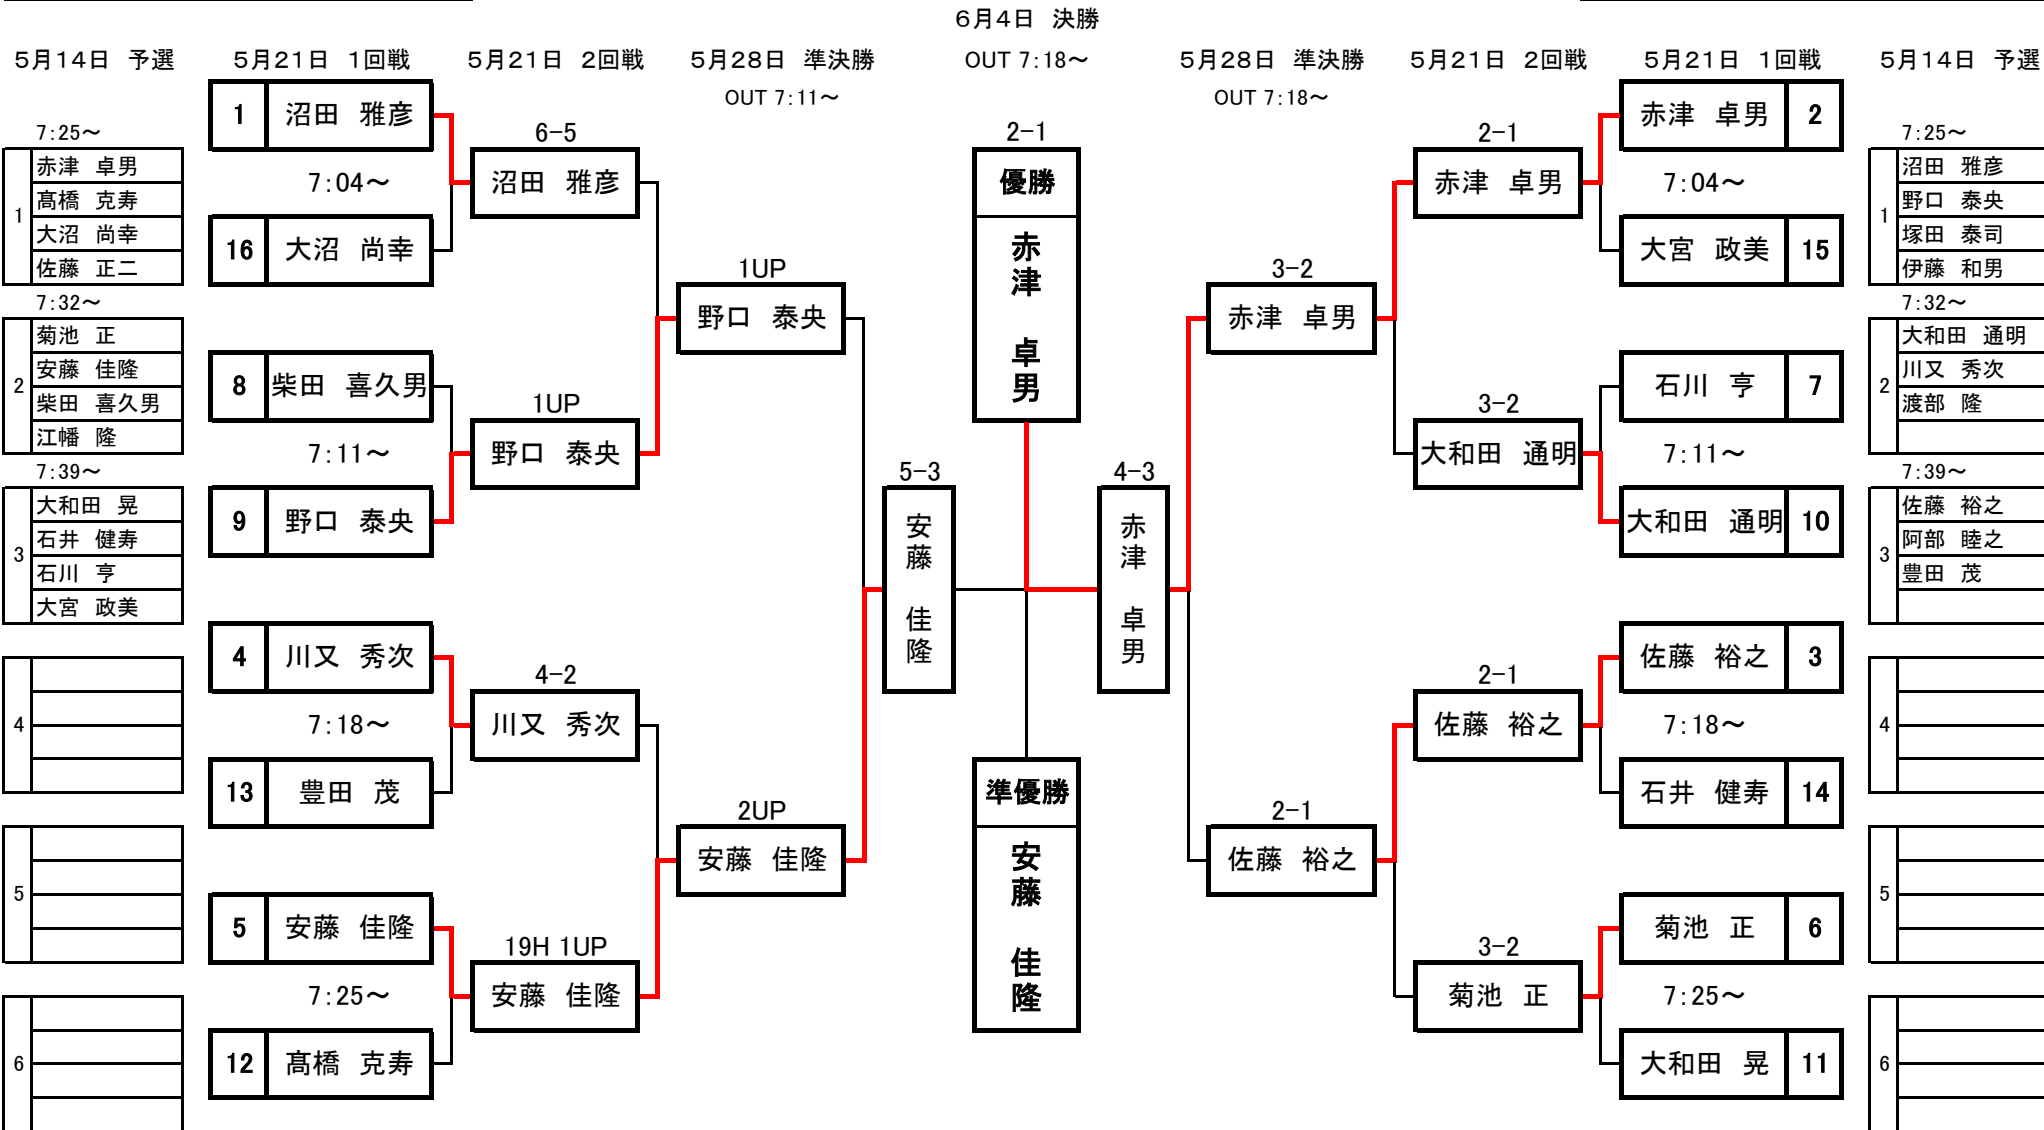 6月4日 決勝
5月14日 予選
5月21日 1回戦
5月21日 2回戦
5月28日 準決勝
OUT 7:18～
5月28日 準決勝
5月21日 2回戦
5月21日 1回戦
5月14日 予選
OUT 7:11～
OUT 7:18～
7:25～
1
赤津 卓男
髙橋 克寿
大沼 尚幸
佐藤 正二
7:32～
2
菊池 正
安藤 佳隆
柴田 喜久男
江幡 隆
7:39～
3
大和田 晃
石井 健寿
石川 亨
大宮 政美
4
5
6
1 沼田 雅彦
7:04～
16 大沼 尚幸
8 柴田 喜久男
7:11～
9 野口 泰央
4 川又 秀次
7:18～
13 豊田 茂
5 安藤 佳隆
7:25～
12 髙橋 克寿
6-5
沼田 雅彦
1UP
野口 泰央
4-2
川又 秀次
19H 1UP
安藤 佳隆
1UP
野口 泰央
2UP
安藤 佳隆
5-3
安藤 佳隆
2-1
優勝
赤津 卓男
準優勝
安藤 佳隆
4-3
赤津 卓男
3-2
赤津 卓男
2-1
佐藤 裕之
2-1
赤津 卓男
3-2
大和田 通明
2-1
佐藤 裕之
3-2
菊池 正
赤津 卓男 2
7:04～
大宮 政美 15
石川 亨 7
7:11～
大和田 通明 10
佐藤 裕之 3
7:18～
石井 健寿 14
菊池 正 6
7:25～
大和田 晃 11
7:25～
1
沼田 雅彦
野口 泰央
塚田 泰司
伊藤 和男
7:32～
2
大和田 通明
川又 秀次
渡部 隆
7:39～
3
佐藤 裕之
阿部 睦之
豊田 茂
4
5
6